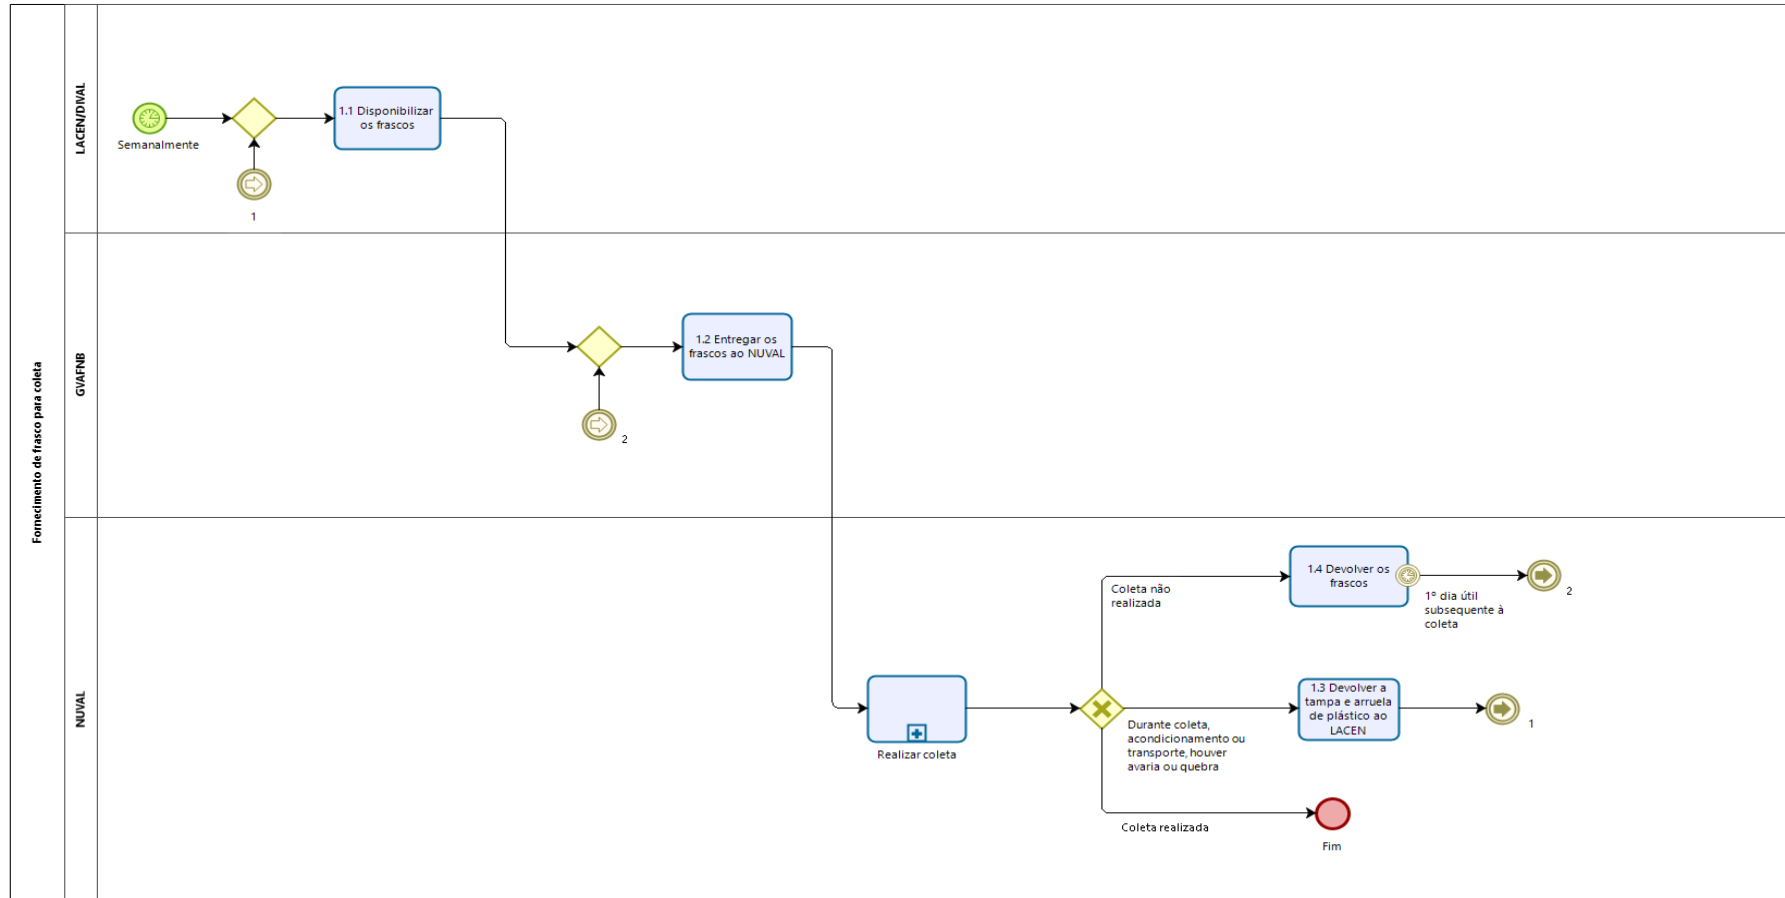 Fornecimento de frasco para coleta
LACEN/DIVAL
Semanalmente
1
1.1 Disponibilizar
os frascos
GVAFNB
2
1.2 Entregar os
frascos ao NUVAL
NUVAL
Realizar coleta
Coleta não
realizada
1.4 Devolver os
frascos
1º dia útil
subsequente à
coleta
2
Durante coleta,
acondicionamento ou
transporte, houver
avaria ou quebra
1.3 Devolver a
tampa e arruela
de plástico ao
LACEN
1
Coleta realizada
Fim